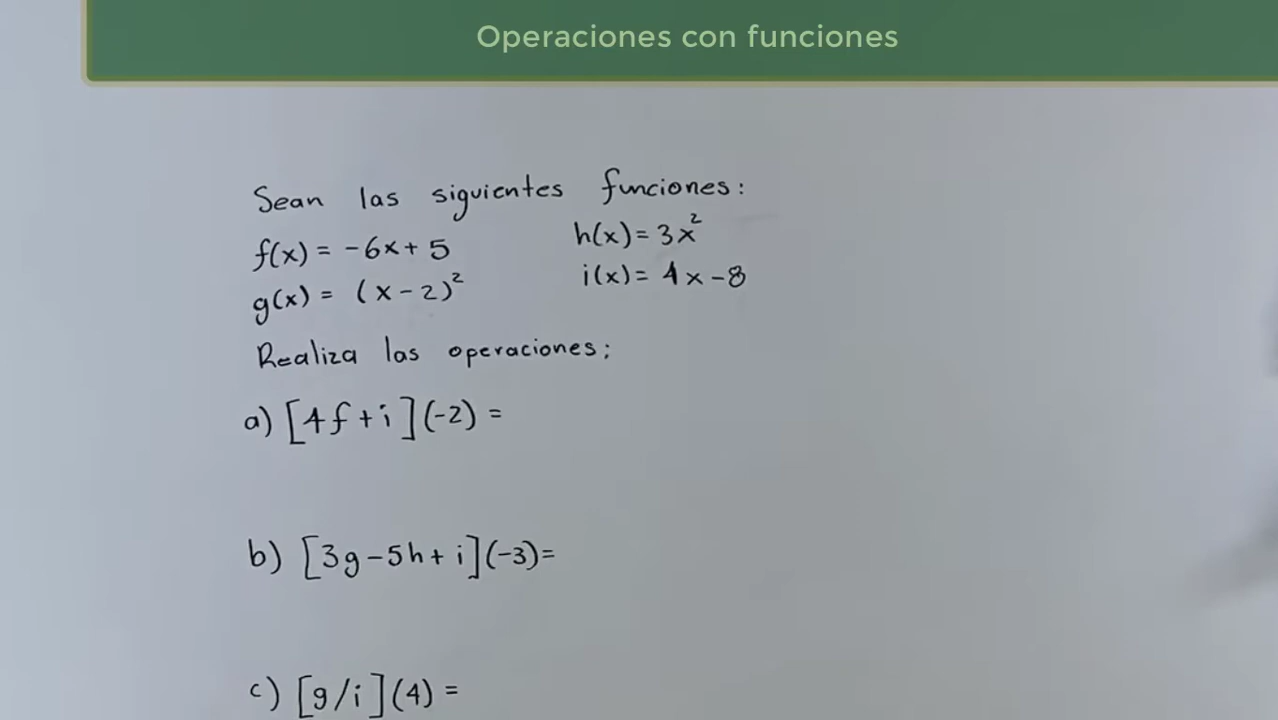 Operaciones con funciones
Sean las siguientes funciones:
f(x) = -6x + 5
h(x) = 3x²
g(x) = (x - 2)²
i(x) = 4x - 8
Realiza las operaciones:
a) [4f + i](-2) =
b) [3g - 5h + i](-3) =
c) [g/i](4) =